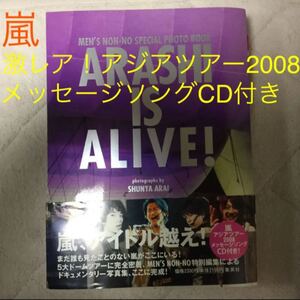 嵐
激レア！アジアツアー2008
メッセージソングCD付き
MEN'S NON-NO SPECIAL PHOTO BOOK
ARASHI
IS
ALIVE!
photographs by
SHUNTA ARAI
嵐、アイドル越え!
まだ誰も見たことのない嵐がここにいる!
5大ドームツアーに完全密着、MEN'S NON-NO特別編集による
ドキュメンタリー写真集、ここに完成!
嵐
アジアツアー
2008
メッセージソング
CD付き!